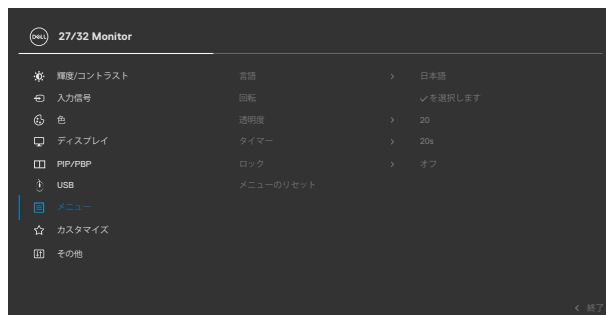 DELL 27/32 Monitor
輝度/コントラスト 言語 > 日本語
入力信号 回転 ✓を選択します
色 透明度 > 20
ディスプレイ タイマー > 20s
PIP/PBP ロック > オフ
USB メニューのリセット
メニュー
カスタマイズ
その他
< 終了